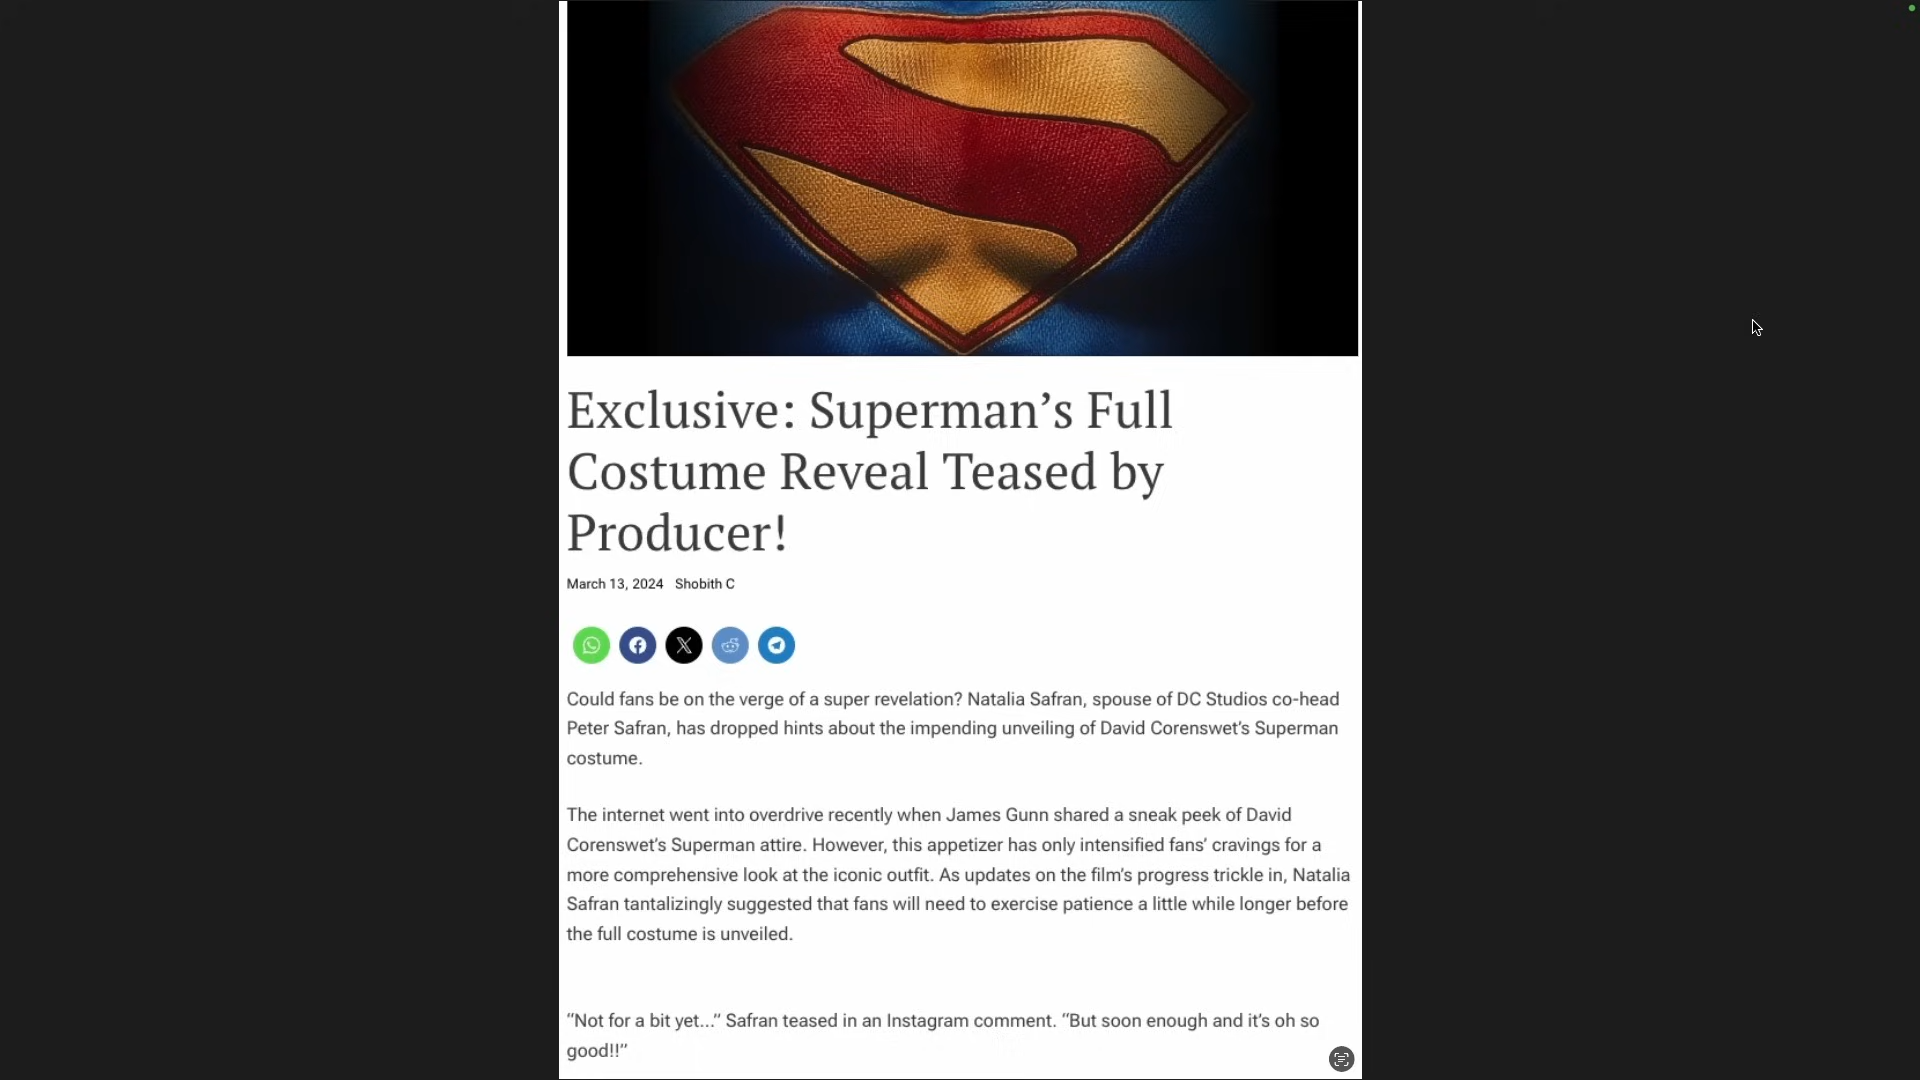 Exclusive: Superman’s Full
Costume Reveal Teased by
Producer!
March 13, 2024 Shobith C
Could fans be on the verge of a super revelation? Natalia Safran, spouse of DC Studios co-head
Peter Safran, has dropped hints about the impending unveiling of David Corenswet’s Superman
costume.
The internet went into overdrive recently when James Gunn shared a sneak peek of David
Corenswet’s Superman attire. However, this appetizer has only intensified fans’ cravings for a
more comprehensive look at the iconic outfit. As updates on the film’s progress trickle in, Natalia
Safran tantalizingly suggested that fans will need to exercise patience a little while longer before
the full costume is unveiled.
“Not for a bit yet…” Safran teased in an Instagram comment. “But soon enough and it’s oh so
good!!”